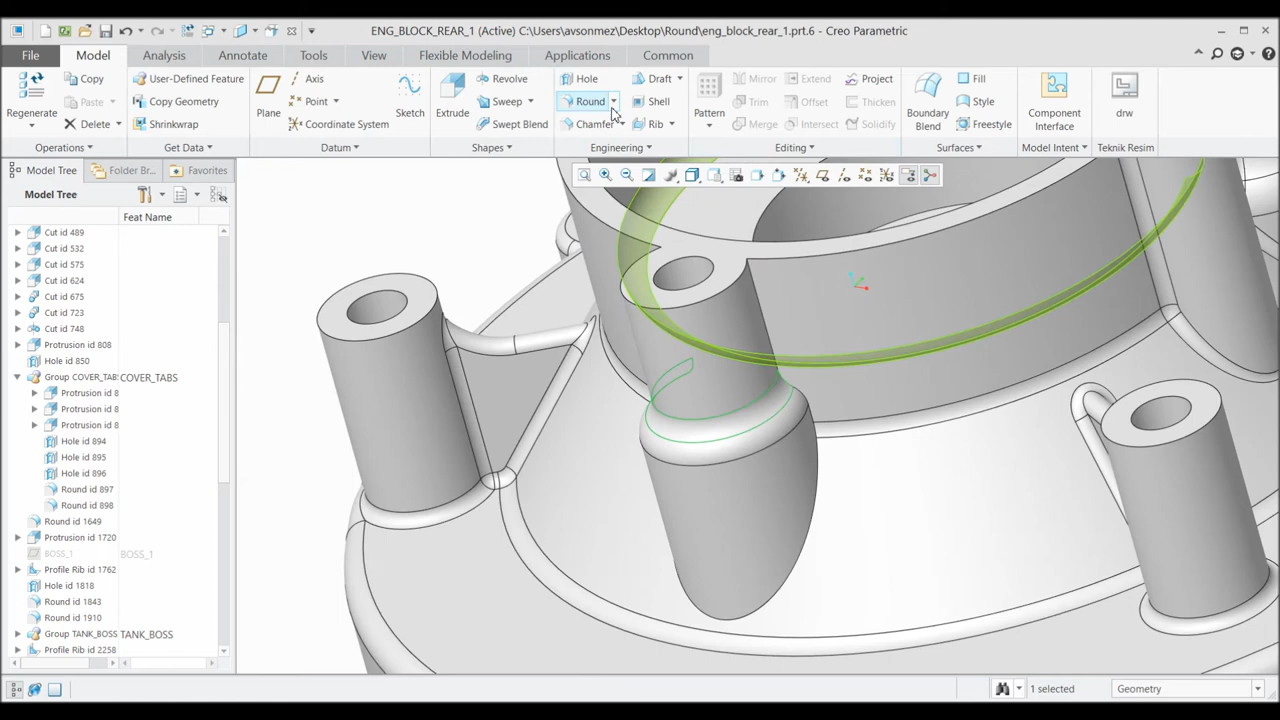 ENG_BLOCK_REAR_1 (Active) C:\Users\avsonmez\Desktop\Round\eng_block_rear_1.prt.6 - Creo Parametric
File Model Analysis Annotate Tools View Flexible Modeling Applications Common
Regenerate
Copy
Paste
Delete
Operations
User-Defined Feature
Copy Geometry
Shrinkwrap
Get Data
Plane
Axis
Point
Coordinate System
Sketch
Datum
Extrude
Revolve
Sweep
Swept Blend
Shapes
Hole
Round
Chamfer
Draft
Shell
Rib
Engineering
Pattern
Mirror
Trim
Merge
Extend
Offset
Intersect
Project
Thicken
Solidify
Editing
Boundary
Blend
Fill
Style
Freestyle
Surfaces
Component
Interface
Model Intent
drw
Teknik Resim
Model Tree Folder Br... Favorites
Model Tree
Feat Name
Cut id 489
Cut id 532
Cut id 575
Cut id 624
Cut id 675
Cut id 723
Cut id 748
Protrusion id 808
Hole id 850
Group COVER_TABS COVER_TABS
Protrusion id 8
Protrusion id 8
Protrusion id 8
Hole id 894
Hole id 895
Hole id 896
Round id 897
Round id 898
Round id 1649
Protrusion id 1720
BOSS_1 BOSS_1
Profile Rib id 1762
Hole id 1818
Round id 1843
Round id 1910
Group TANK_BOSS TANK_BOSS
Profile Rib id 2258
1 selected Geometry